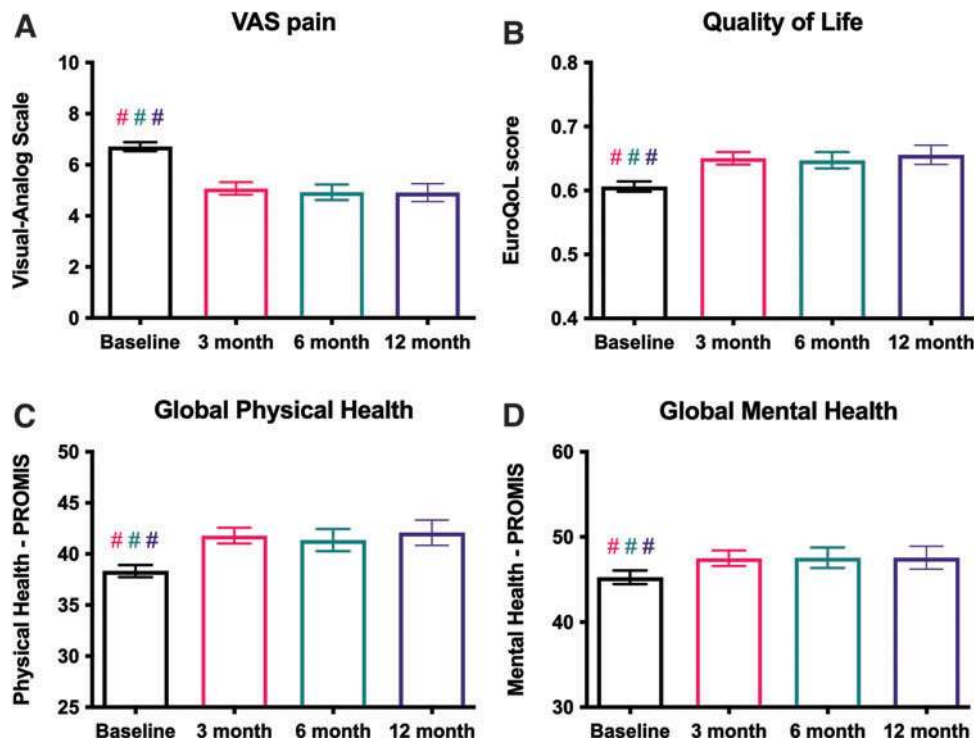 A
VAS pain
Visual-Analog Scale
10
8
6
4
2
0
# # #
Baseline 3 month 6 month 12 month
B
Quality of Life
EuroQoL score
0.8
0.7
0.6
0.5
0.4
# # #
Baseline 3 month 6 month 12 month
C
Global Physical Health
Physical Health - PROMIS
50
45
40
35
30
25
# # #
Baseline 3 month 6 month 12 month
D
Global Mental Health
Mental Health - PROMIS
60
50
40
30
# # #
Baseline 3 month 6 month 12 month